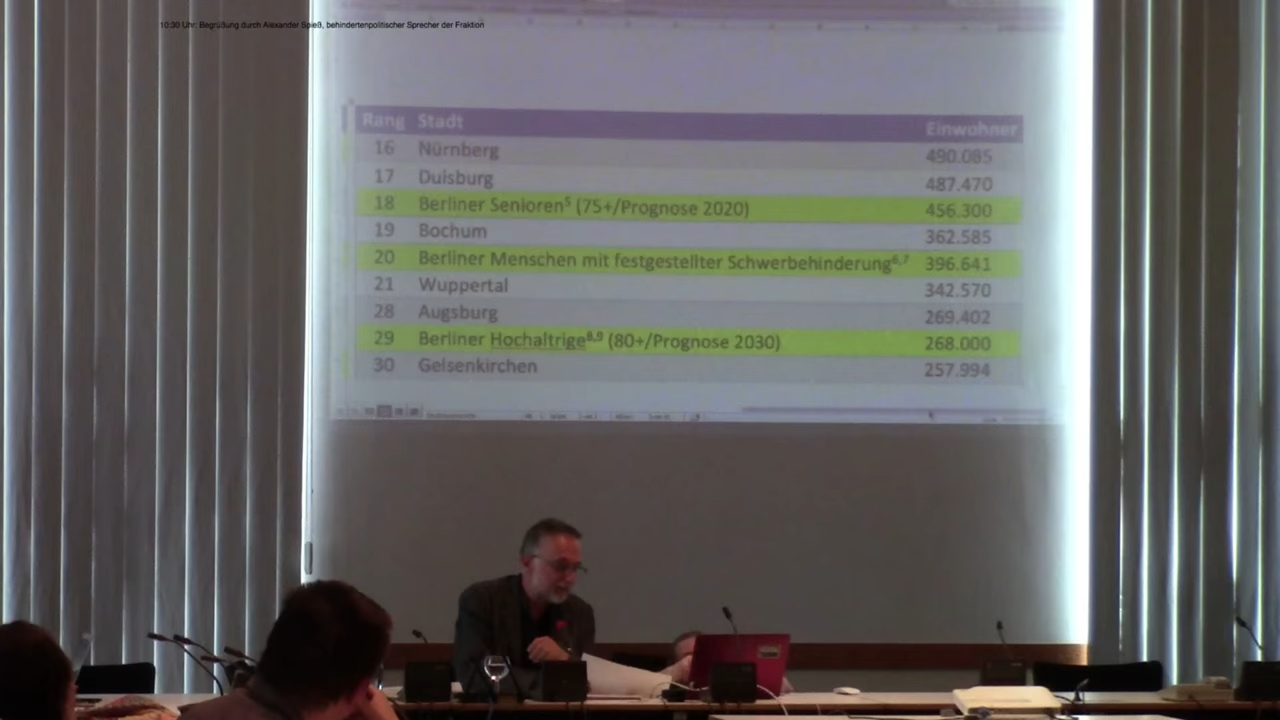 10:30 Uhr: Begrüßung durch Alexander Spieß, behindertenpolitischer Sprecher der Fraktion
Rang Stadt Einwohner
16 Nürnberg 490.085
17 Duisburg 487.470
18 Berliner Senioren⁵ (75+/Prognose 2020) 456.300
19 Bochum 362.585
20 Berliner Menschen mit festgestellter Schwerbehinderung⁶,⁷ 396.641
21 Wuppertal 342.570
28 Augsburg 269.402
29 Berliner Hochaltrige⁸,⁹ (80+/Prognose 2030) 268.000
30 Gelsenkirchen 257.994